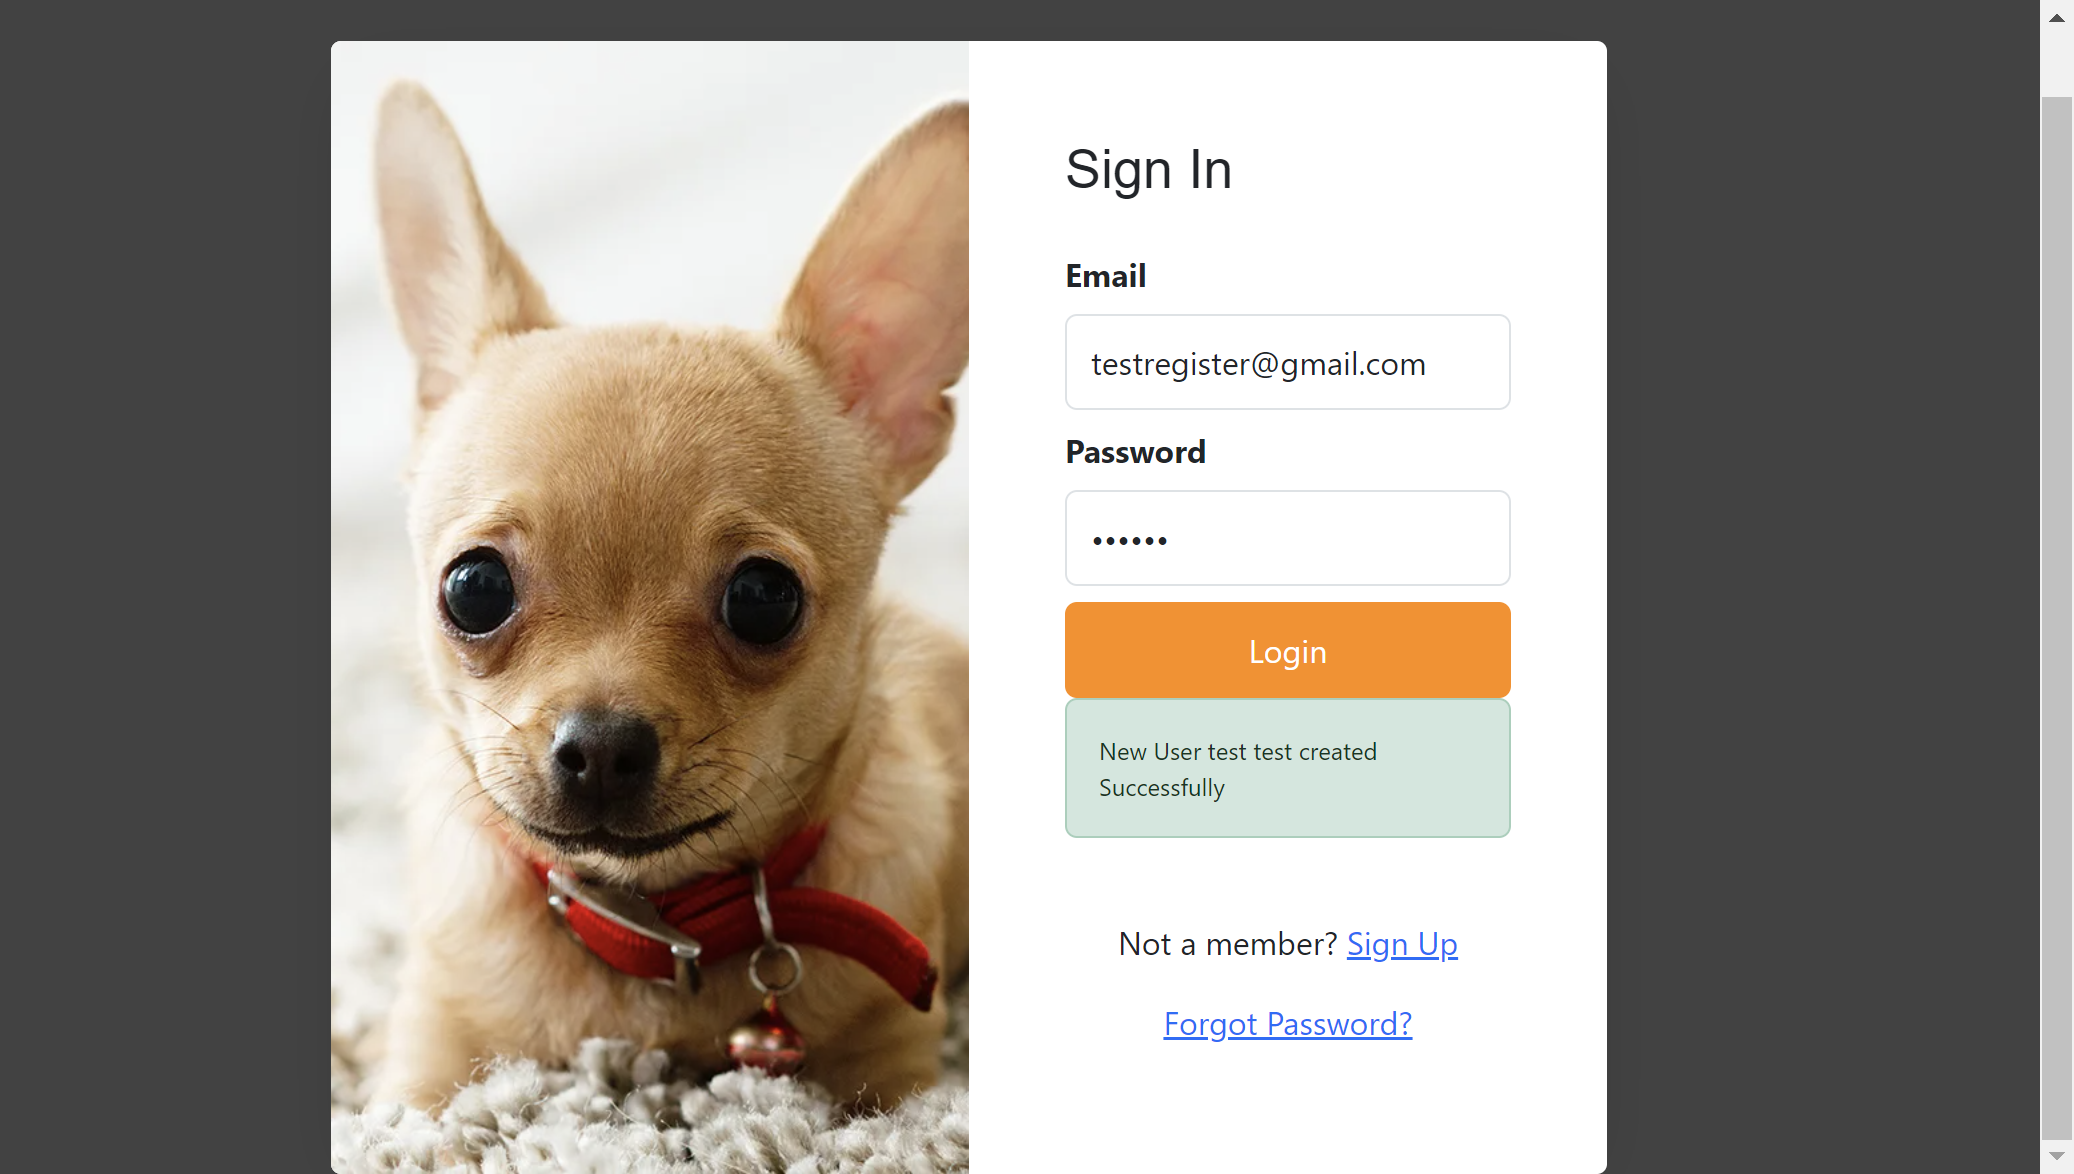 Sign In
Email
testregister@gmail.com
Password
••••••
Login
New User test test created
Successfully
Not a member? Sign Up
Forgot Password?